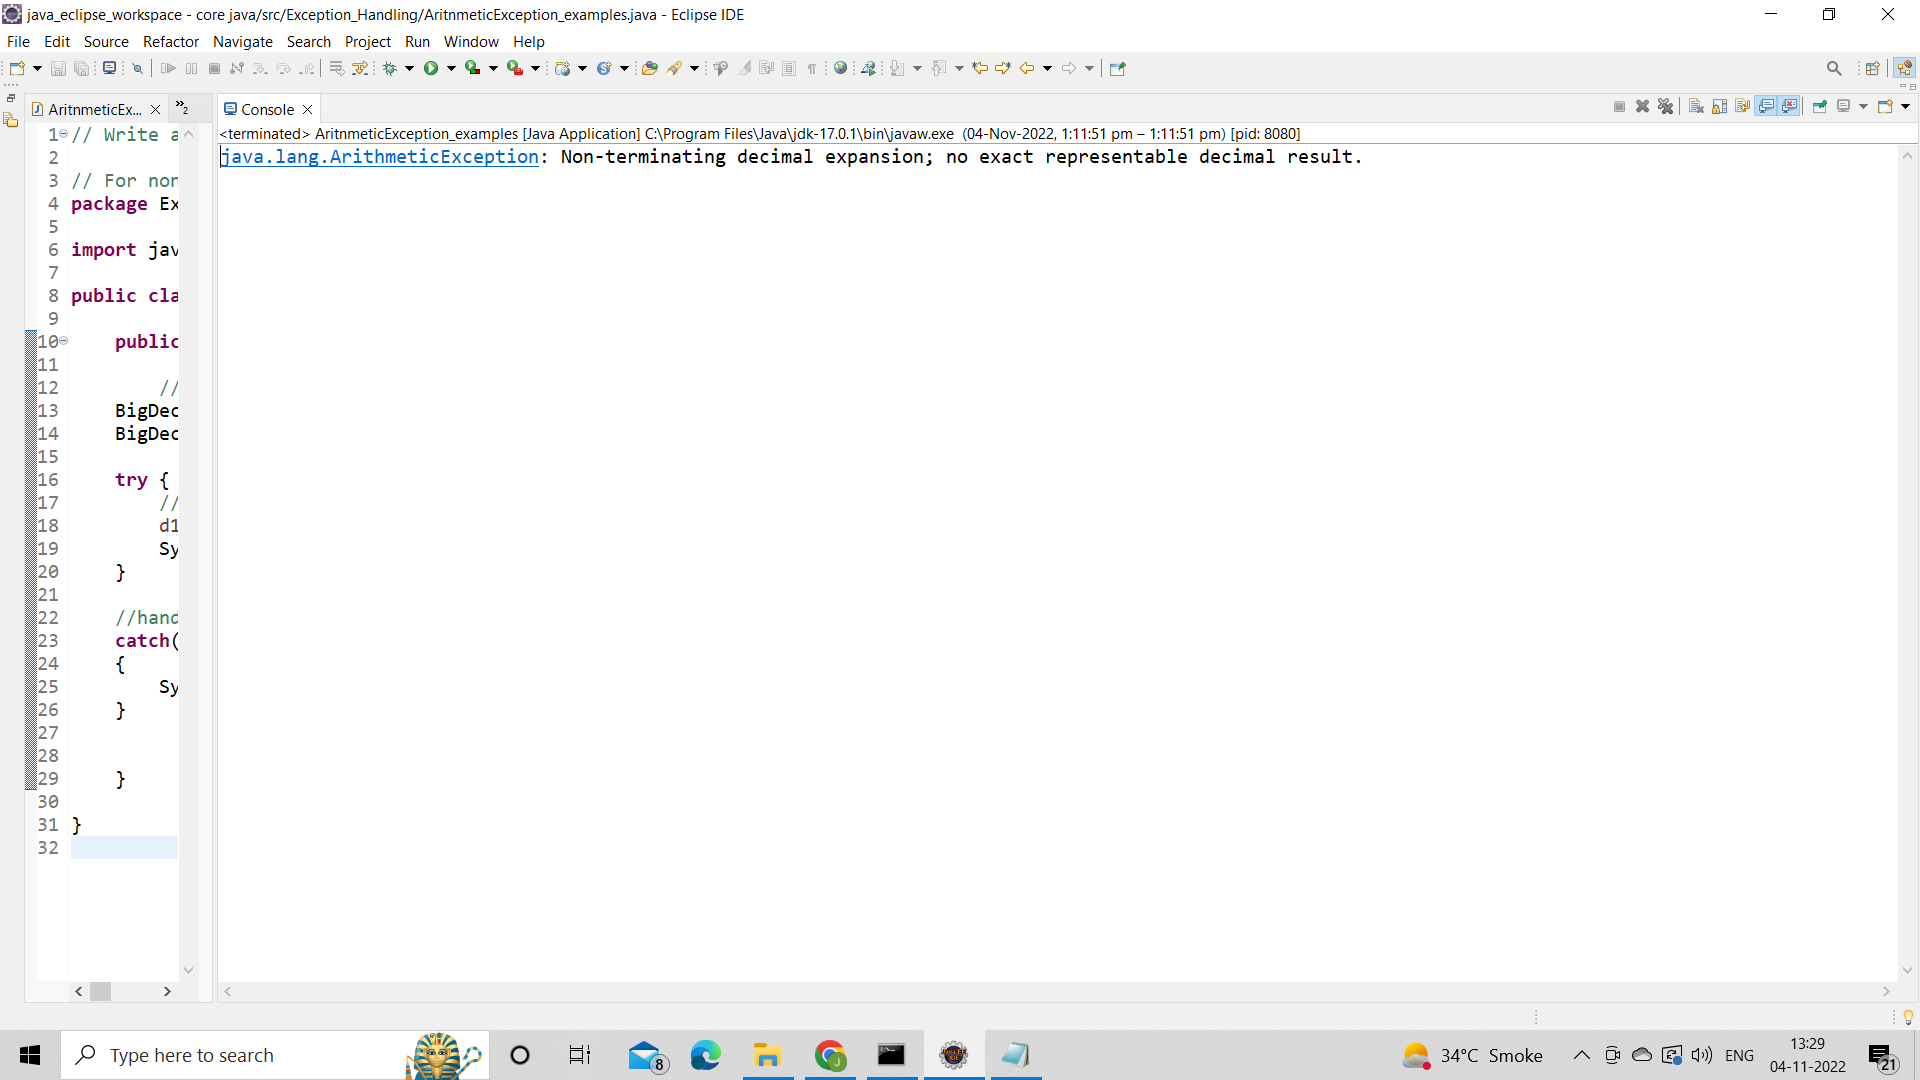 java_eclipse_workspace - core java/src/Exception_Handling/AritnmeticException_examples.java - Eclipse IDE
File Edit Source Refactor Navigate Search Project Run Window Help
AritnmeticEx... »2
Console
<terminated> AritnmeticException_examples [Java Application] C:\Program Files\Java\jdk-17.0.1\bin\javaw.exe (04-Nov-2022, 1:11:51 pm – 1:11:51 pm) [pid: 8080]
java.lang.ArithmeticException: Non-terminating decimal expansion; no exact representable decimal result.
1 // Write a
2
3 // For non
4 package Ex
5
6 import jav
7
8 public cla
9
10 public
11
12 //
13 BigDec
14 BigDec
15
16 try {
17 //
18 d1
19 Sy
20 }
21
22 //hand
23 catch(
24 {
25 Sy
26 }
27
28
29 }
30
31 }
32
Type here to search
8
34°C Smoke
ENG
13:29
04-11-2022
21